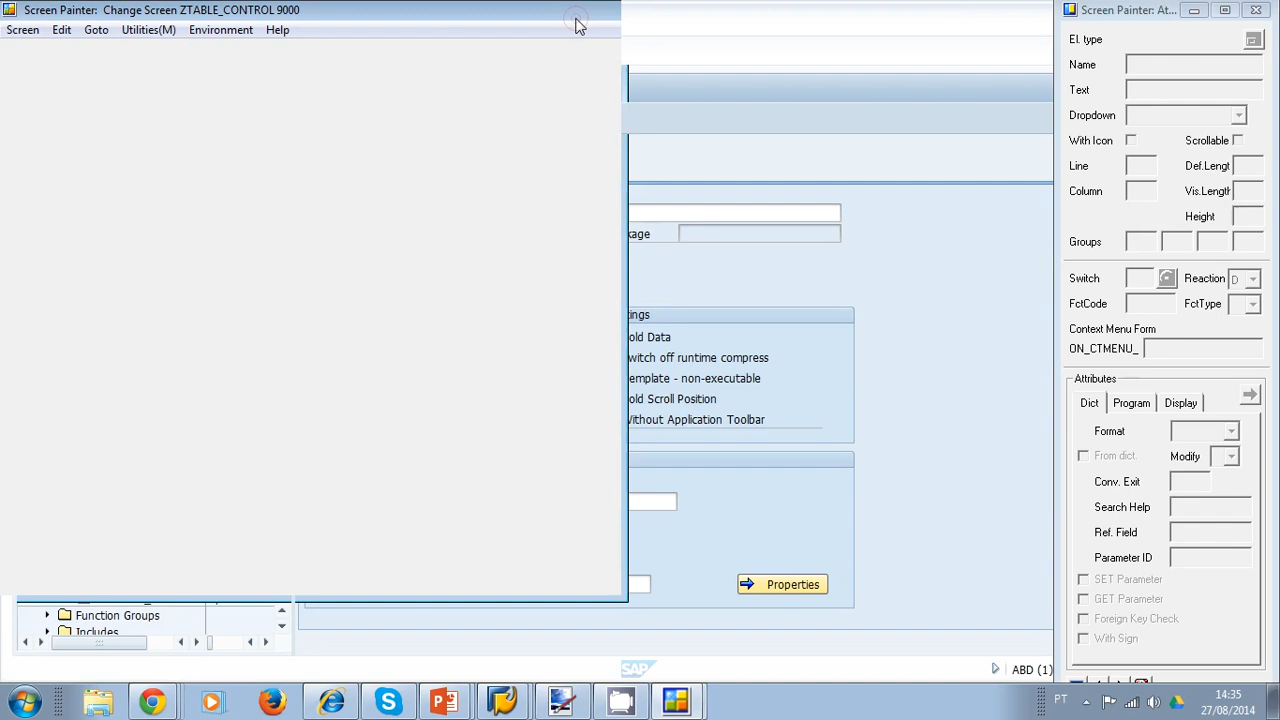 Screen Painter: Change Screen ZTABLE_CONTROL 9000
Screen Edit Goto Utilities(M) Environment Help
Function Groups
Includes
kage
ngs
old Data
witch off runtime compress
emplate - non-executable
old Scroll Position
Without Application Toolbar
Properties
SAP
ABD (1)
Screen Painter: At...
El. type
Name
Text
Dropdown
With Icon Scrollable
Line Def.Lengt
Column Vis.Length
Height
Groups
Switch Reaction D
FctCode FctType
Context Menu Form
ON_CTMENU_
Attributes
Dict Program Display
Format
From dict. Modify
Conv. Exit
Search Help
Ref. Field
Parameter ID
SET Parameter
GET Parameter
Foreign Key Check
With Sign
PT 14:35
27/08/2014